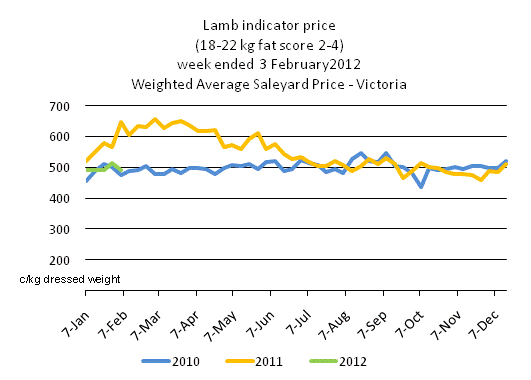 Lamb indicator price
(18-22 kg fat score 2-4)
week ended 3 February2012
Weighted Average Saleyard Price - Victoria
700
600
500
400
300
200
c/kg dressed weight
7-Jan
7-Feb
7-Mar
7-Apr
7-May
7-Jun
7-Jul
7-Aug
7-Sep
7-Oct
7-Nov
7-Dec
2010
2011
2012